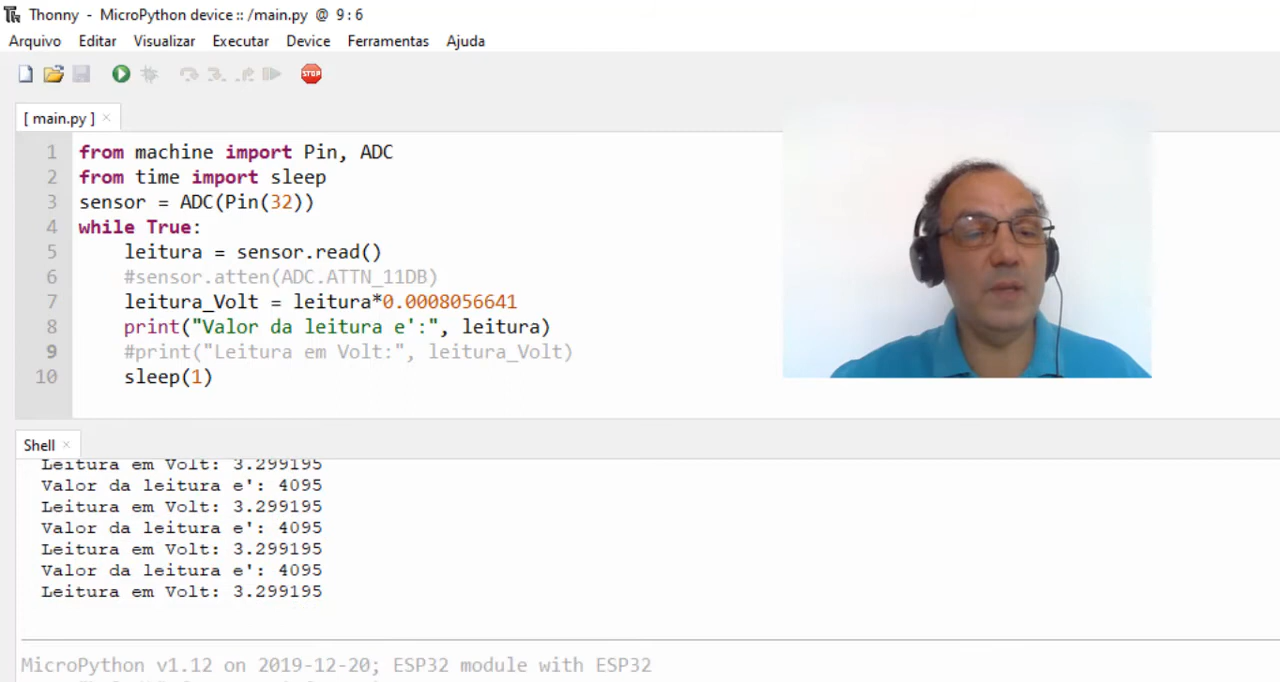 Thonny - MicroPython device :: /main.py @ 9 : 6
Arquivo Editar Visualizar Executar Device Ferramentas Ajuda
STOP
[ main.py ] ×
1 from machine import Pin, ADC
2 from time import sleep
3 sensor = ADC(Pin(32))
4 while True:
5     leitura = sensor.read()
6     #sensor.atten(ADC.ATTN_11DB)
7     leitura_Volt = leitura*0.0008056641
8     print("Valor da leitura e':", leitura)
9     #print("Leitura em Volt:", leitura_Volt)
10     sleep(1)
Shell ×
Leitura em Volt: 3.299195
Valor da leitura e': 4095
Leitura em Volt: 3.299195
Valor da leitura e': 4095
Leitura em Volt: 3.299195
Valor da leitura e': 4095
Leitura em Volt: 3.299195
MicroPython v1.12 on 2019-12-20; ESP32 module with ESP32